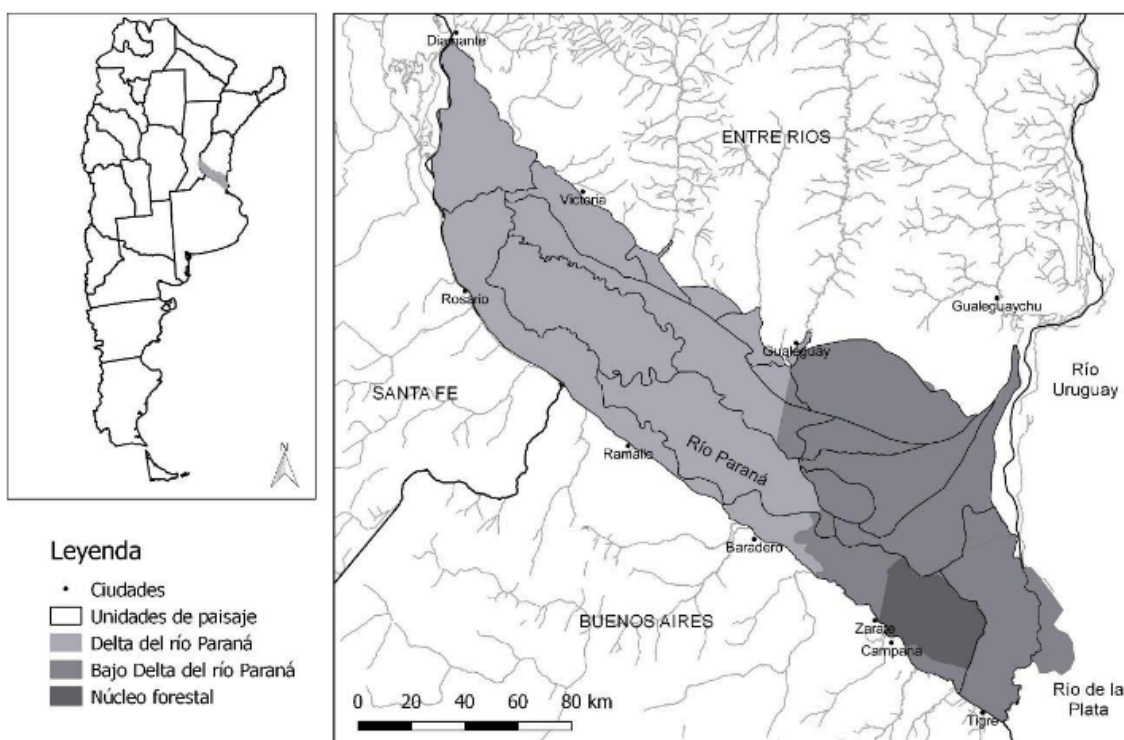 N
Leyenda
Ciudades
Unidades de paisaje
Delta del río Paraná
Bajo Delta del río Paraná
Núcleo forestal
Diamante
ENTRE RIOS
Victoria
Rosario
Gualeguaychu
Gualeguay
Río
Uruguay
SANTA FE
Ramallo
Río Paraná
Baradero
BUENOS AIRES
Zarate
Campana
Río de la
Plata
Tigre
0 20 40 60 80 km